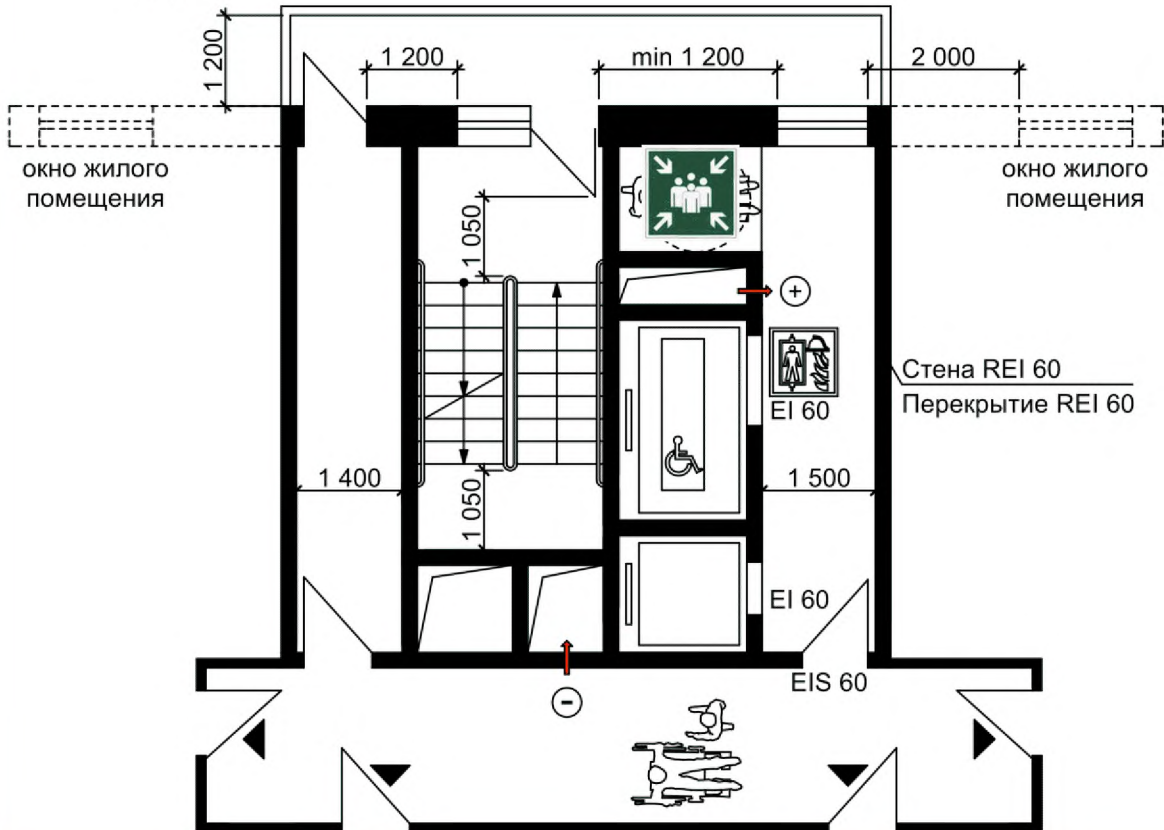 1 200
1 200
min 1 200
2 000
окно жилого
помещения
окно жилого
помещения
1 050
+
Стена REI 60
Перекрытие REI 60
EI 60
1 400
1 050
1 500
EI 60
EIS 60
-